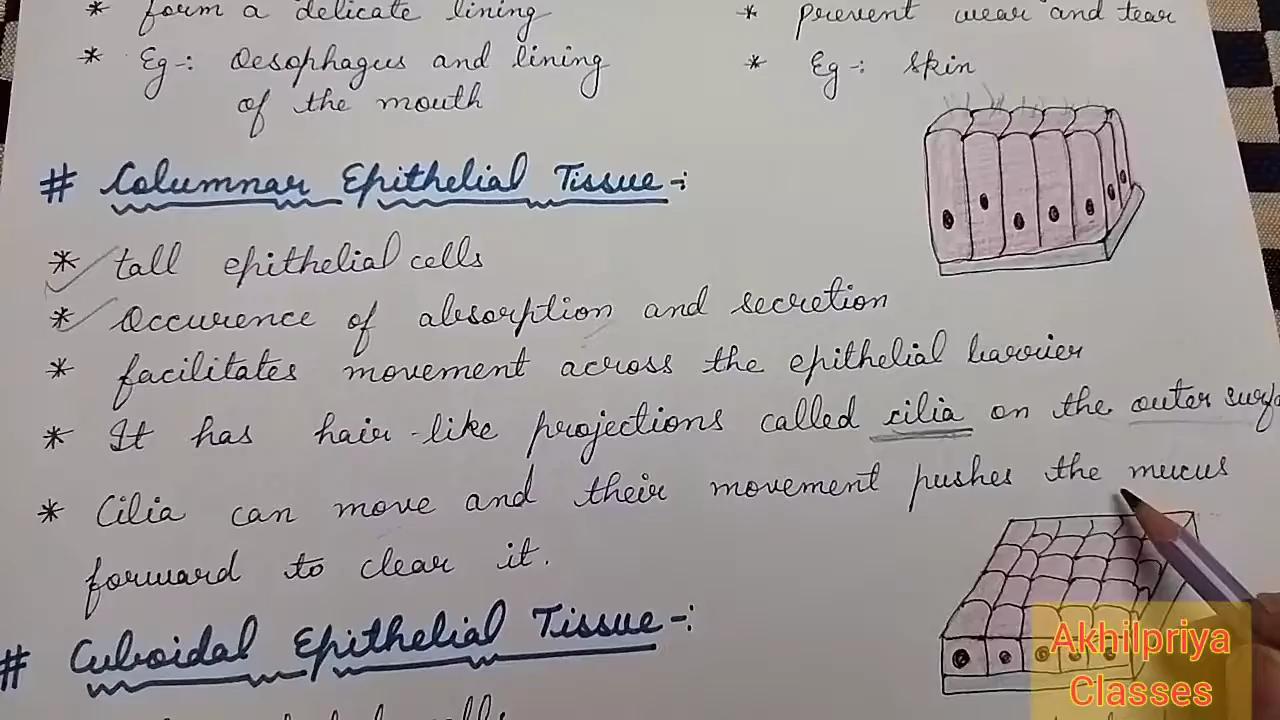 * form a delicate lining
* prevent wear and tear
* Eg-: Oesophagus and lining
of the mouth
* Eg-: skin
# Columnar Epithelial Tissue-:
* tall epithelial cells
* Occurence of absorption and secretion
* facilitates movement across the epithelial barrier
* It has hair-like projections called cilia on the outer surfa
* Cilia can move and their movement pushes the mucus
forward to clear it.
# Cuboidal Epithelial Tissue-:
Akhilpriya
Classes